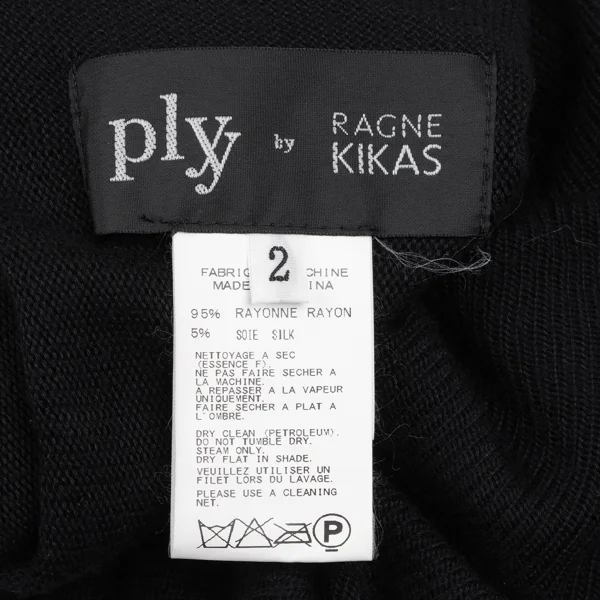 plyy by RAGNE
KIKAS
2
FABRI CHINE
MADE INA
95% RAYONNE RAYON
5% SOIE SILK
NETTOYAGE A SEC
(ESSENCE F).
NE PAS FAIRE SECHER A
LA MACHINE.
A REPASSER A LA VAPEUR
UNIQUEMENT.
FAIRE SECHER A PLAT A
L'OMBRE.
DRY CLEAN (PETROLEUM).
DO NOT TUMBLE DRY.
STEAM ONLY.
DRY FLAT IN SHADE.
VEUILLEZ UTILISER UN
FILET LORS DU LAVAGE.
PLEASE USE A CLEANING
NET.
P